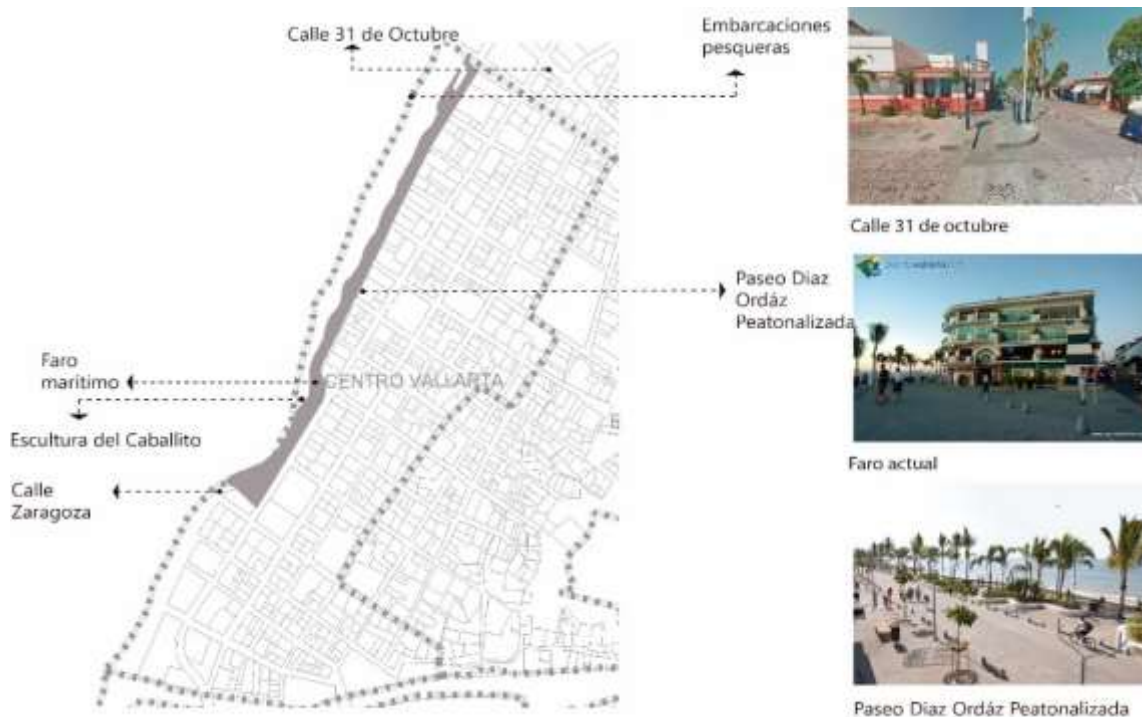 Calle 31 de Octubre
Embarcaciones
pesqueras
Calle 31 de octubre
Paseo Diaz
Ordáz
Peatonalizada
Faro
marítimo
CENTRO VALLARTA
Escultura del Caballito
Calle
Zaragoza
Faro actual
Paseo Diaz Ordáz Peatonalizada